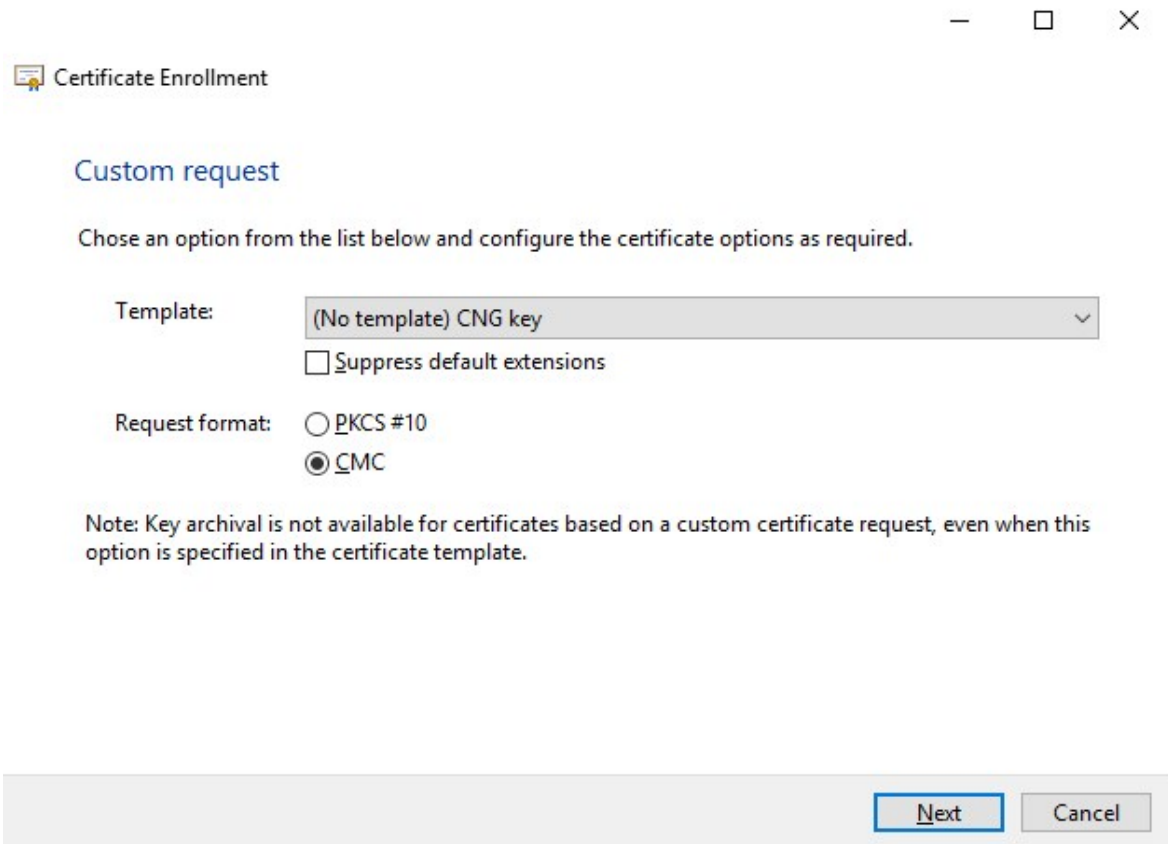 Certificate Enrollment
Custom request
Chose an option from the list below and configure the certificate options as required.
Template:
(No template) CNG key
Suppress default extensions
Request format:
PKCS #10
CMC
Note: Key archival is not available for certificates based on a custom certificate request, even when this
option is specified in the certificate template.
Next
Cancel